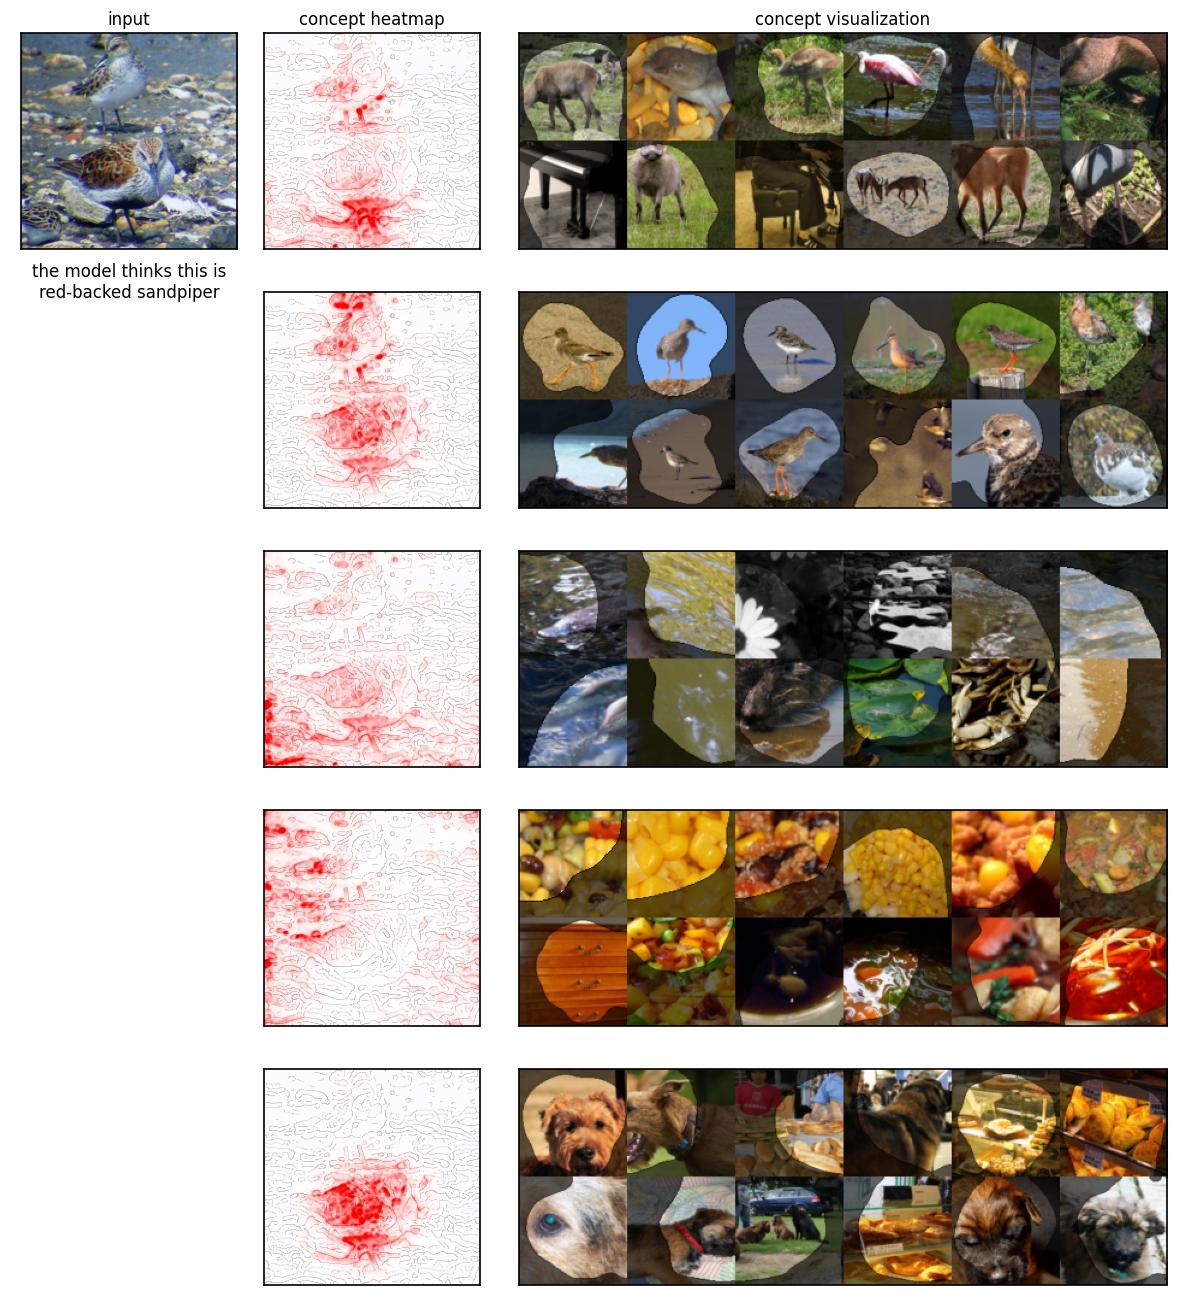 input
concept heatmap
concept visualization
the model thinks this is
red-backed sandpiper